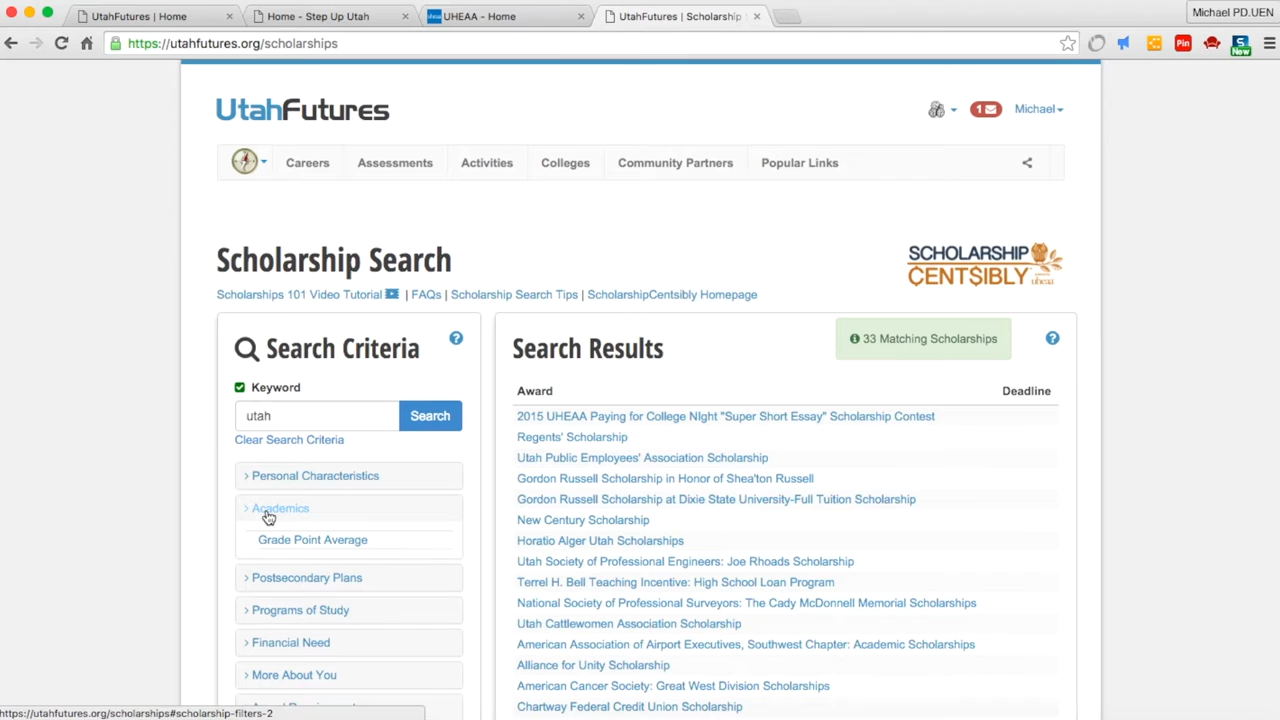 UtahFutures | Home
Home - Step Up Utah
UHEAA - Home
UtahFutures | Scholarship
Michael PD.UEN
https://utahfutures.org/scholarships
Pin
S
New
UtahFutures
1
Michael
Careers
Assessments
Activities
Colleges
Community Partners
Popular Links
Scholarship Search
SCHOLARSHIP
CENT$IBLY
uheaa
Scholarships 101 Video Tutorial | FAQs | Scholarship Search Tips | ScholarshipCentsibly Homepage
Search Criteria
?
Keyword
utah
Search
Clear Search Criteria
> Personal Characteristics
> Academics
Grade Point Average
> Postsecondary Plans
> Programs of Study
> Financial Need
> More About You
Search Results
33 Matching Scholarships
?
Award
Deadline
2015 UHEAA Paying for College NIght "Super Short Essay" Scholarship Contest
Regents' Scholarship
Utah Public Employees' Association Scholarship
Gordon Russell Scholarship in Honor of Shea'ton Russell
Gordon Russell Scholarship at Dixie State University-Full Tuition Scholarship
New Century Scholarship
Horatio Alger Utah Scholarships
Utah Society of Professional Engineers: Joe Rhoads Scholarship
Terrel H. Bell Teaching Incentive: High School Loan Program
National Society of Professional Surveyors: The Cady McDonnell Memorial Scholarships
Utah Cattlewomen Association Scholarship
American Association of Airport Executives, Southwest Chapter: Academic Scholarships
Alliance for Unity Scholarship
American Cancer Society: Great West Division Scholarships
Chartway Federal Credit Union Scholarship
https://utahfutures.org/scholarships#scholarship-filters-2